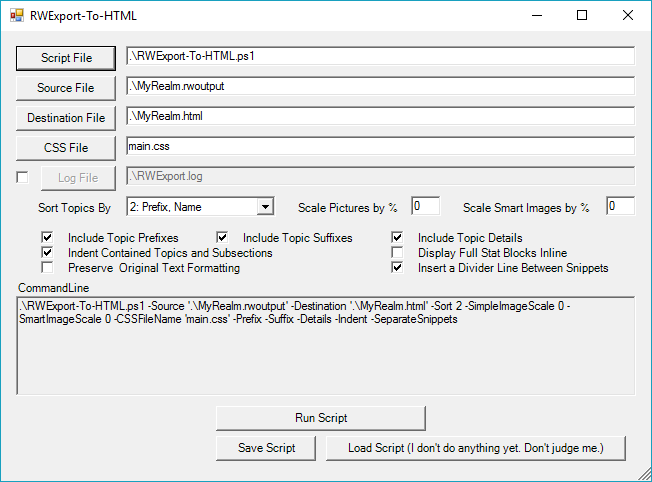 RWExport-To-HTML
Script File .\RWExport-To-HTML.ps1
Source File .\MyRealm.rwoutput
Destination File .\MyRealm.html
CSS File main.css
Log File .\RWExport.log
Sort Topics By 2: Prefix, Name Scale Pictures by % 0 Scale Smart Images by % 0
Include Topic Prefixes Include Topic Suffixes Include Topic Details
Indent Contained Topics and Subsections Display Full Stat Blocks Inline
Preserve Original Text Formatting Insert a Divider Line Between Snippets
CommandLine
.\RWExport-To-HTML.ps1 -Source '.\MyRealm.rwoutput' -Destination '.\MyRealm.html' -Sort 2 -SimpleImageScale 0 -
SmartImageScale 0 -CSSFileName 'main.css' -Prefix -Suffix -Details -Indent -SeparateSnippets
Run Script
Save Script Load Script (I don't do anything yet. Don't judge me.)